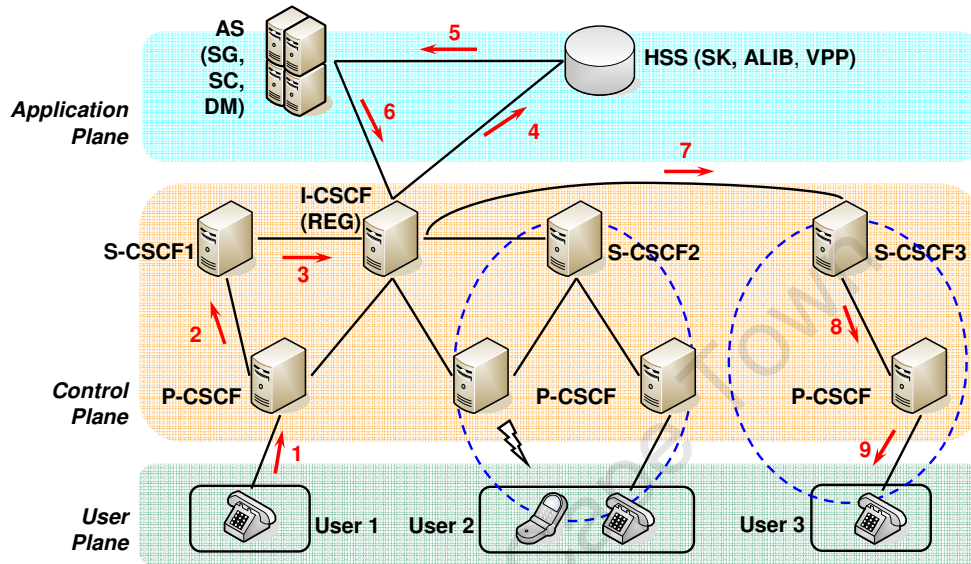 AS
(SG,
SC,
DM)
5
HSS (SK, ALIB, VPP)
Application
Plane
6
4
7
I-CSCF
(REG)
S-CSCF1
3
S-CSCF2
S-CSCF3
2
8
Control
Plane
P-CSCF
P-CSCF
P-CSCF
1
9
User
Plane
User 1
User 2
User 3
Town